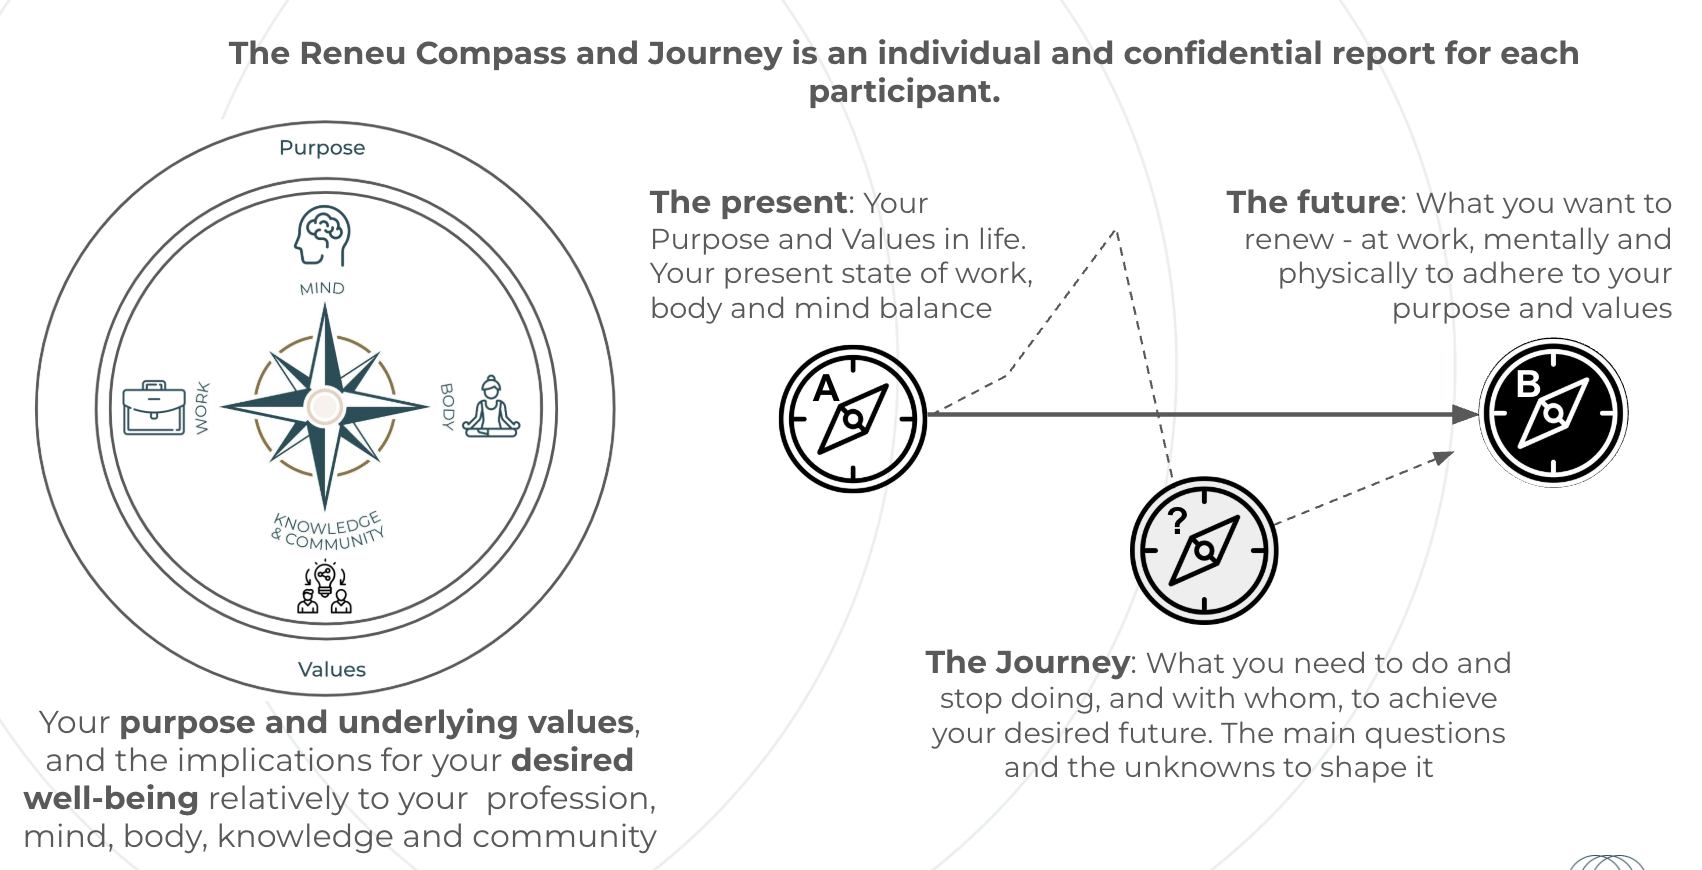 The Reneu Compass and Journey is an individual and confidential report for each
participant.
Purpose
MIND
WORK
BODY
KNOWLEDGE
& COMMUNITY
Values
Your purpose and underlying values,
and the implications for your desired
well-being relatively to your  profession,
mind, body, knowledge and community
The present: Your
Purpose and Values in life.
Your present state of work,
body and mind balance
The future: What you want to
renew - at work, mentally and
physically to adhere to your
purpose and values
A
B
?
The Journey: What you need to do and
stop doing, and with whom, to achieve
your desired future. The main questions
and the unknowns to shape it